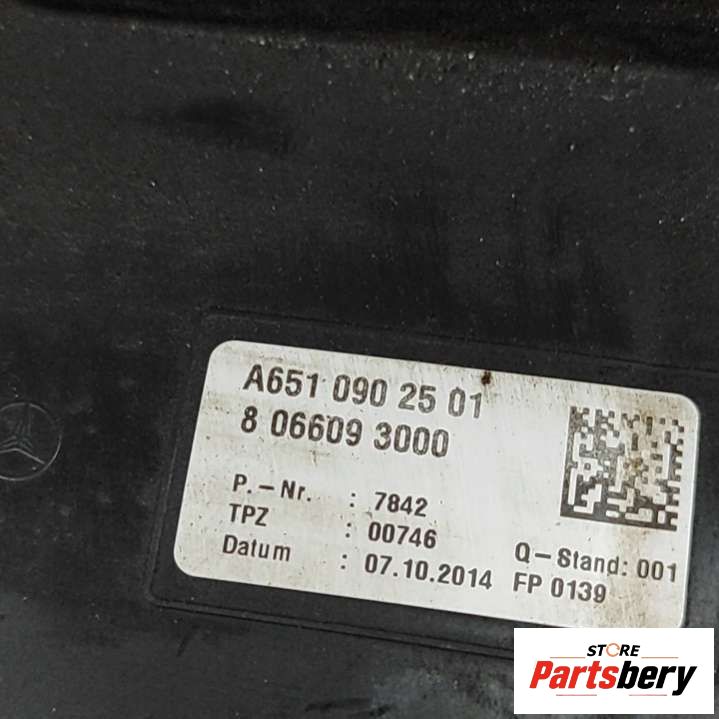 A651 090 25 01
8 066093 3000
P.-Nr. : 7842
TPZ : 00746
Datum : 07.10.2014
Q-Stand: 001
FP 0139
STORE
Partsbery